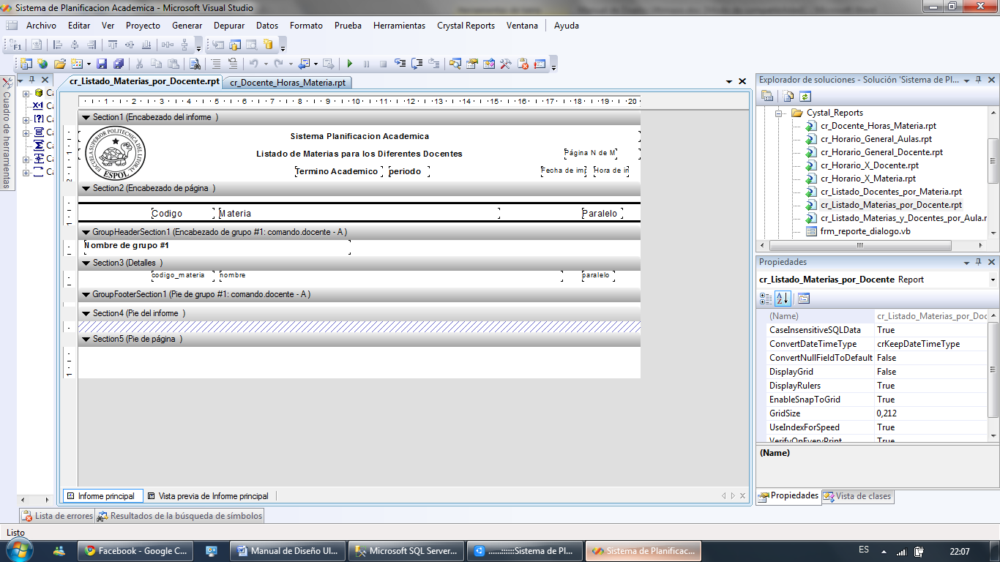 Sistema de Planificacion Academica - Microsoft Visual Studio
Archivo Editar Ver Proyecto Generar Depurar Datos Formato Prueba Herramientas Crystal Reports Ventana Ayuda
Cuadro de herramientas
cr_Listado_Materias_por_Docente.rpt cr_Docente_Horas_Materia.rpt
1 2 3 4 5 6 7 8 9 10 11 12 13 14 15 16 17 18 19 20
Section1 (Encabezado del informe )
ESCUELA SUPERIOR POLITECNICA DEL LITORAL
ESPOL
Sistema Planificacion Academica
Listado de Materias para los Diferentes Docentes
Página N de M
Termino Academico periodo
Fecha de imp Hora de in
Section2 (Encabezado de página )
Codigo Materia Paralelo
GroupHeaderSection1 (Encabezado de grupo #1: comando.docente - A )
Nombre de grupo #1
Section3 (Detalles )
codigo_materia nombre paralelo
GroupFooterSection1 (Pie de grupo #1: comando.docente - A )
Section4 (Pie del informe )
Section5 (Pie de página )
Informe principal Vista previa de Informe principal
Explorador de soluciones - Solución 'Sistema de Pl...
Cystal_Reports
cr_Docente_Horas_Materia.rpt
cr_Horario_General_Aulas.rpt
cr_Horario_General_Docente.rpt
cr_Horario_X_Docente.rpt
cr_Horario_X_Materia.rpt
cr_Listado_Docentes_por_Materia.rpt
cr_Listado_Materias_por_Docente.rpt
cr_Listado_Materias_y_Docentes_por_Aula.r
frm_reporte_dialogo.vb
Propiedades
cr_Listado_Materias_por_Docente Report
(Name) cr_Listado_Materias_por_Doc
CaseInsensitiveSQLData True
ConvertDateTimeType crKeepDateTimeType
ConvertNullFieldToDefault False
DisplayGrid False
DisplayRulers True
EnableSnapToGrid True
GridSize 0,212
UseIndexForSpeed True
VerifyOnEveryPrint True
(Name)
Propiedades Vista de clases
Lista de errores Resultados de la búsqueda de símbolos
Listo
Facebook - Google C... Manual de Diseño UI... Microsoft SQL Server... ......::::::Sistema de Pl... Sistema de Planificac...
ES 22:07